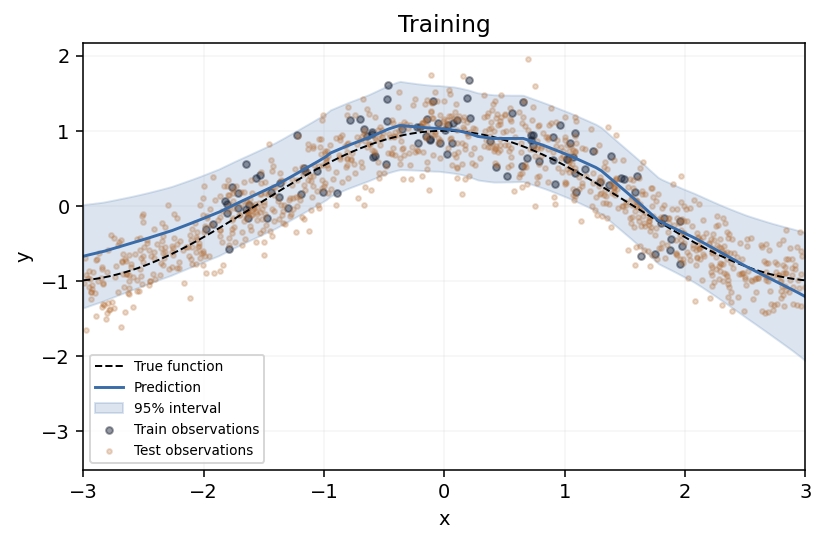 Training
2
1
0
−1
−2
−3
y
True function
Prediction
95% interval
Train observations
Test observations
−3 −2 −1 0 1 2 3
x